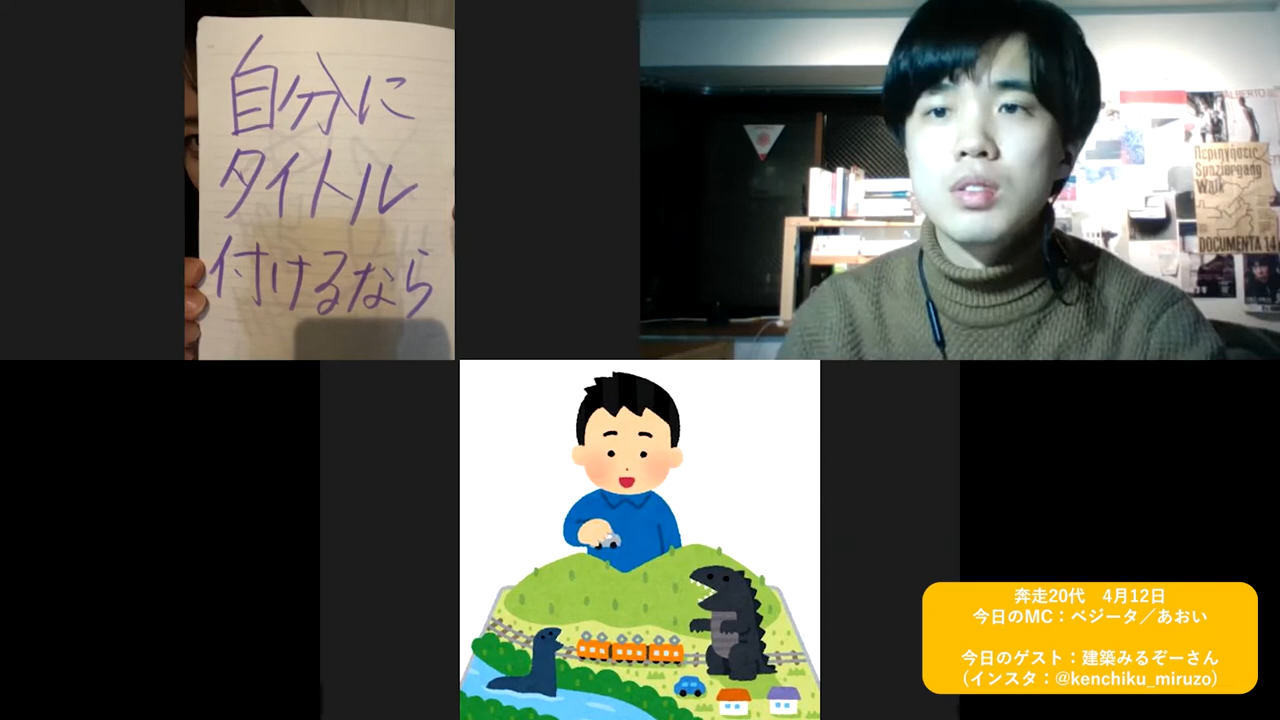 自分に
タイトル
付けるなら
ALBERTO
Περιηγήσεις
Spaziergang
Walk
DOCUMENTA 14
奔走20代 4月12日
今日のMC：ベジータ／あおい
今日のゲスト：建築みるぞーさん
（インスタ：@kenchiku_miruzo）